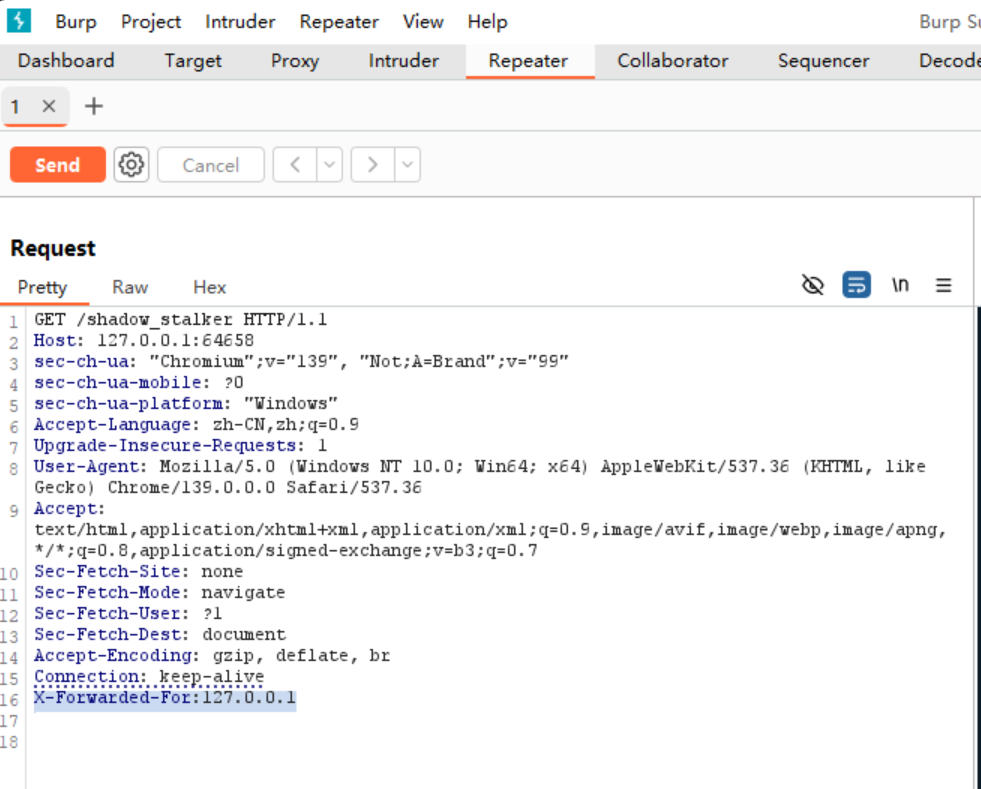 Burp Project Intruder Repeater View Help Burp Su
Dashboard Target Proxy Intruder Repeater Collaborator Sequencer Decode
1 × +
Send Cancel < >
Request
Pretty Raw Hex \n
1 GET /shadow_stalker HTTP/1.1
2 Host: 127.0.0.1:64658
3 sec-ch-ua: "Chromium";v="139", "Not;A=Brand";v="99"
4 sec-ch-ua-mobile: ?0
5 sec-ch-ua-platform: "Windows"
6 Accept-Language: zh-CN,zh;q=0.9
7 Upgrade-Insecure-Requests: 1
8 User-Agent: Mozilla/5.0 (Windows NT 10.0; Win64; x64) AppleWebKit/537.36 (KHTML, like
Gecko) Chrome/139.0.0.0 Safari/537.36
9 Accept:
text/html,application/xhtml+xml,application/xml;q=0.9,image/avif,image/webp,image/apng,
*/*;q=0.8,application/signed-exchange;v=b3;q=0.7
10 Sec-Fetch-Site: none
11 Sec-Fetch-Mode: navigate
12 Sec-Fetch-User: ?1
13 Sec-Fetch-Dest: document
14 Accept-Encoding: gzip, deflate, br
15 Connection: keep-alive
16 X-Forwarded-For:127.0.0.1
17
18